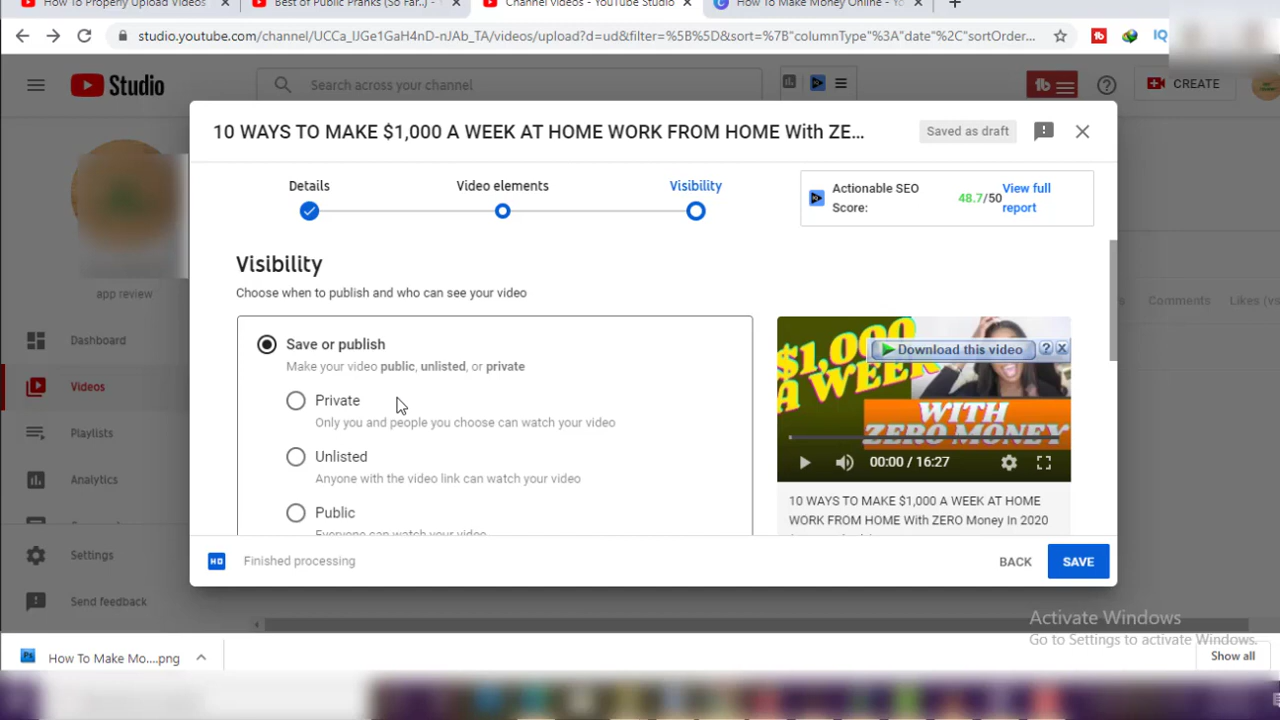 How To Properly Upload Videos
Best of Public Pranks (So Far..) - Y
Channel videos - YouTube Studio
How To Make Money Online -
studio.youtube.com/channel/UCCa_IJGe1GaH4nD-nJAb_TA/videos/upload?d=ud&filter=%5B%5D&sort=%7B"columnType"%3A"date"%2C"sortOrder...
Studio
Search across your channel
CREATE
10 WAYS TO MAKE $1,000 A WEEK AT HOME WORK FROM HOME With ZE...
Saved as draft
Details
Video elements
Visibility
Actionable SEO
Score:
48.7/50
View full
report
Visibility
Choose when to publish and who can see your video
Save or publish
Make your video public, unlisted, or private
Private
Only you and people you choose can watch your video
Unlisted
Anyone with the video link can watch your video
Public
Everyone can watch your video
$1,000
A WEEK
Download this video
WITH
ZERO MONEY
00:00 / 16:27
10 WAYS TO MAKE $1,000 A WEEK AT HOME
WORK FROM HOME With ZERO Money In 2020
app review
Dashboard
Videos
Playlists
Analytics
Settings
Send feedback
Comments
Likes (vs
HD
Finished processing
BACK
SAVE
Activate Windows
Go to Settings to activate Windows.
How To Make Mo....png
Show all